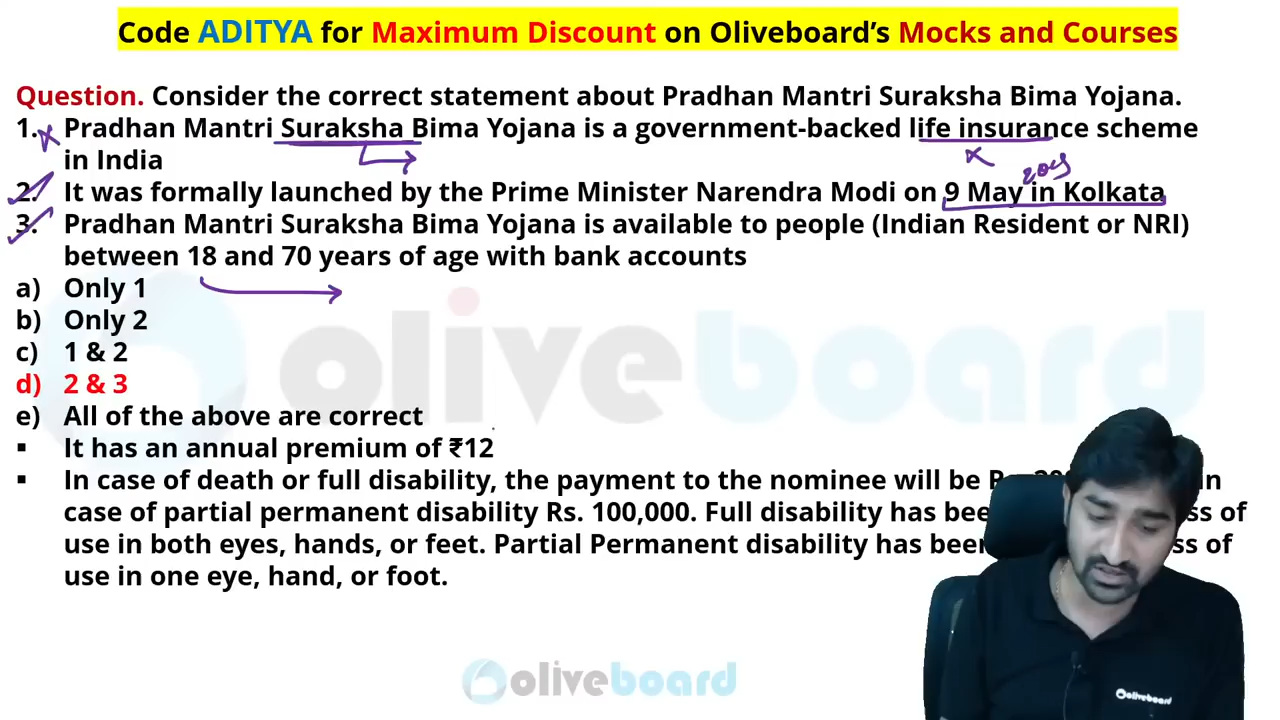 Code ADITYA for Maximum Discount on Oliveboard's Mocks and Courses
Question. Consider the correct statement about Pradhan Mantri Suraksha Bima Yojana.
1. Pradhan Mantri Suraksha Bima Yojana is a government-backed life insurance scheme
in India
2015
2. It was formally launched by the Prime Minister Narendra Modi on 9 May in Kolkata
3. Pradhan Mantri Suraksha Bima Yojana is available to people (Indian Resident or NRI)
between 18 and 70 years of age with bank accounts
a) Only 1
b) Only 2
c) 1 & 2
d) 2 & 3
e) All of the above are correct
▪ It has an annual premium of ₹12
▪ In case of death or full disability, the payment to the nominee will be in
case of partial permanent disability Rs. 100,000. Full disability has of
use in both eyes, hands, or feet. Partial Permanent disability has of
use in one eye, hand, or foot.
oliveboard
oliveboard
oliveboard